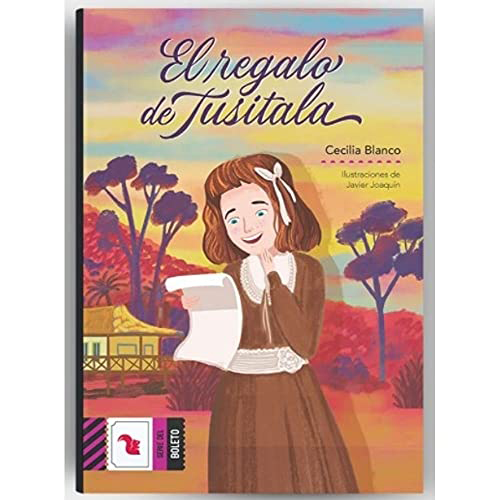 El regalo
de Tusitala
Cecilia Blanco
Ilustraciones de
Javier Joaquín
SERIE DEL
BOLETO